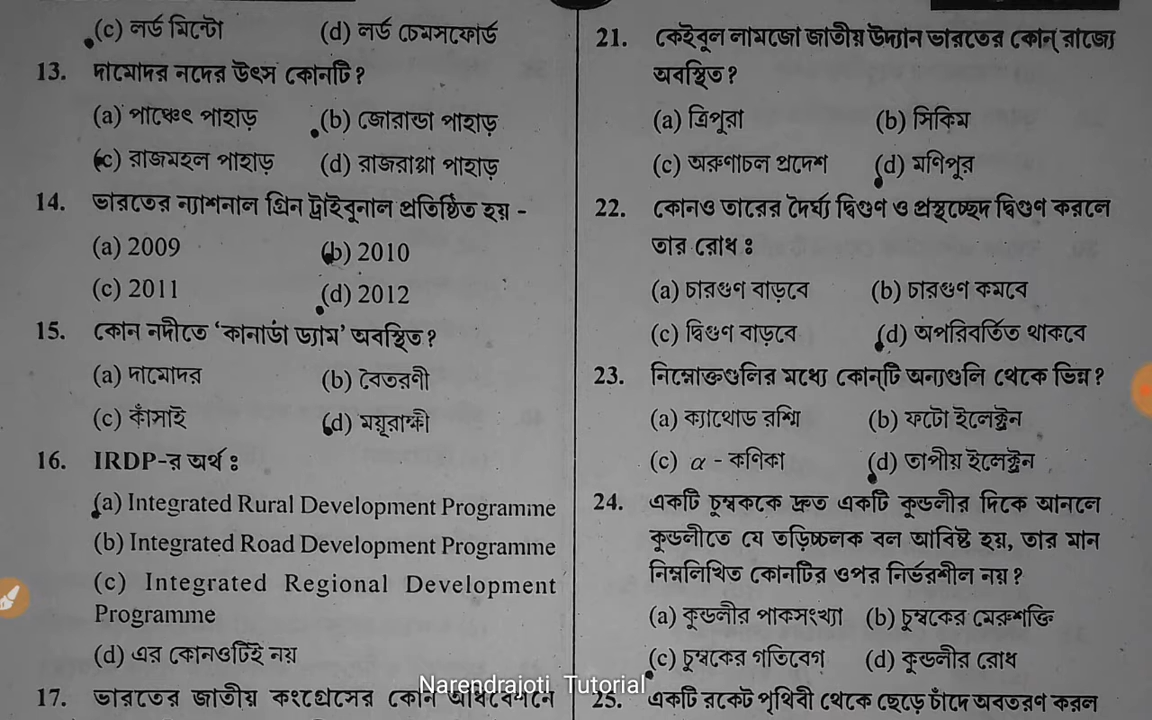 (c) লর্ড মিন্টো (d) লর্ড চেমসফোর্ড
13. দামোদর নদের উৎস কোনটি?
(a) পাঞ্চেৎ পাহাড় (b) জোরান্ডা পাহাড়
(c) রাজমহল পাহাড় (d) রাজরাপ্পা পাহাড়
14. ভারতের ন্যাশনাল গ্রিন ট্রাইবুনাল প্রতিষ্ঠিত হয় -
(a) 2009 (b) 2010
(c) 2011 (d) 2012
15. কোন নদীতে 'কানাডা ড্যাম' অবস্থিত?
(a) দামোদর (b) বৈতরণী
(c) কাঁসাই (d) ময়ূরাক্ষী
16. IRDP-র অর্থ ঃ
(a) Integrated Rural Development Programme
(b) Integrated Road Development Programme
(c) Integrated Regional Development
Programme
(d) এর কোনওটিই নয়
17. ভারতের জাতীয় কংগ্রেসের কোন অধিবেশনে
21. কেইবুল লামজো জাতীয় উদ্যান ভারতের কোন্ রাজ্যে
অবস্থিত?
(a) ত্রিপুরা (b) সিকিম
(c) অরুণাচল প্রদেশ (d) মণিপুর
22. কোনও তারের দৈর্ঘ্য দ্বিগুণ ও প্রস্থচ্ছেদ দ্বিগুণ করলে
তার রোধ ঃ
(a) চারগুণ বাড়বে (b) চারগুণ কমবে
(c) দ্বিগুণ বাড়বে (d) অপরিবর্তিত থাকবে
23. নিম্নোক্তগুলির মধ্যে কোন্‌টি অন্যগুলি থেকে ভিন্ন?
(a) ক্যাথোড রশ্মি (b) ফটো ইলেক্ট্রন
(c) α - কণিকা (d) তাপীয় ইলেক্ট্রন
24. একটি চুম্বককে দ্রুত একটি কুন্ডলীর দিকে আনলে
কুন্ডলীতে যে তড়িচ্চালক বল আবিষ্ট হয়, তার মান
নিম্নলিখিত কোনটির ওপর নির্ভরশীল নয়?
(a) কুন্ডলীর পাকসংখ্যা (b) চুম্বকের মেরুশক্তি
(c) চুম্বকের গতিবেগ (d) কুন্ডলীর রোধ
25. একটি রকেট পৃথিবী থেকে ছেড়ে চাঁদে অবতরণ করল
Narendrajoti Tutorial